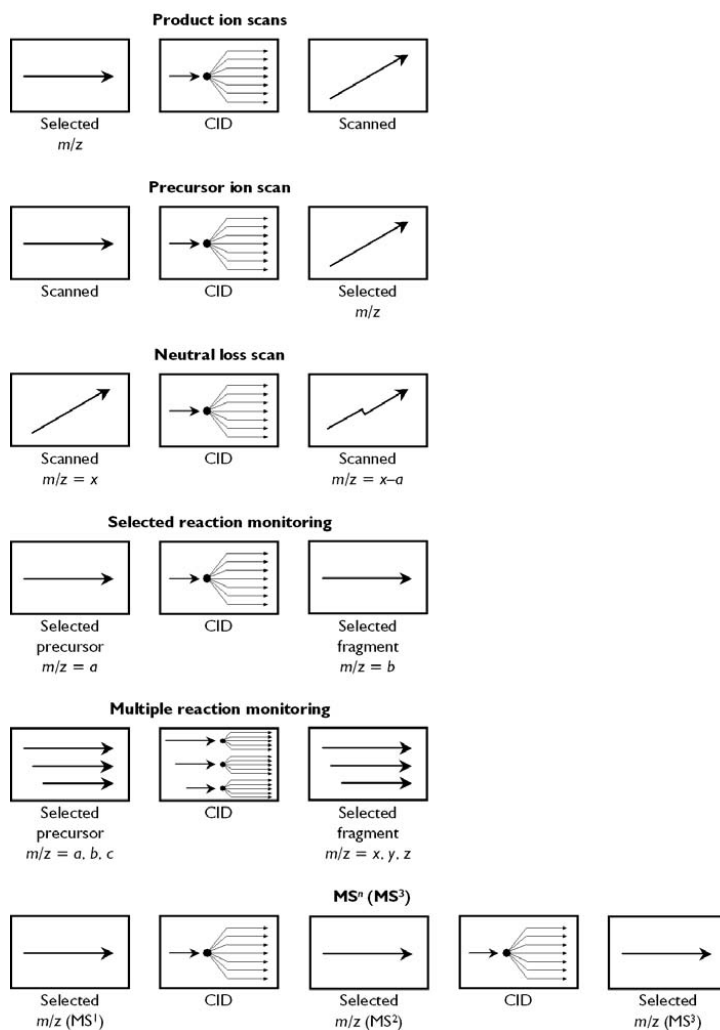 Product ion scans
Selected CID Scanned
m/z
Precursor ion scan
Scanned CID Selected
m/z
Neutral loss scan
Scanned CID Scanned
m/z = x m/z = x–a
Selected reaction monitoring
Selected CID Selected
precursor fragment
m/z = a m/z = b
Multiple reaction monitoring
Selected CID Selected
precursor fragment
m/z = a, b, c m/z = x, y, z
MSⁿ (MS³)
Selected CID Selected CID Selected
m/z (MS¹) m/z (MS²) m/z (MS³)